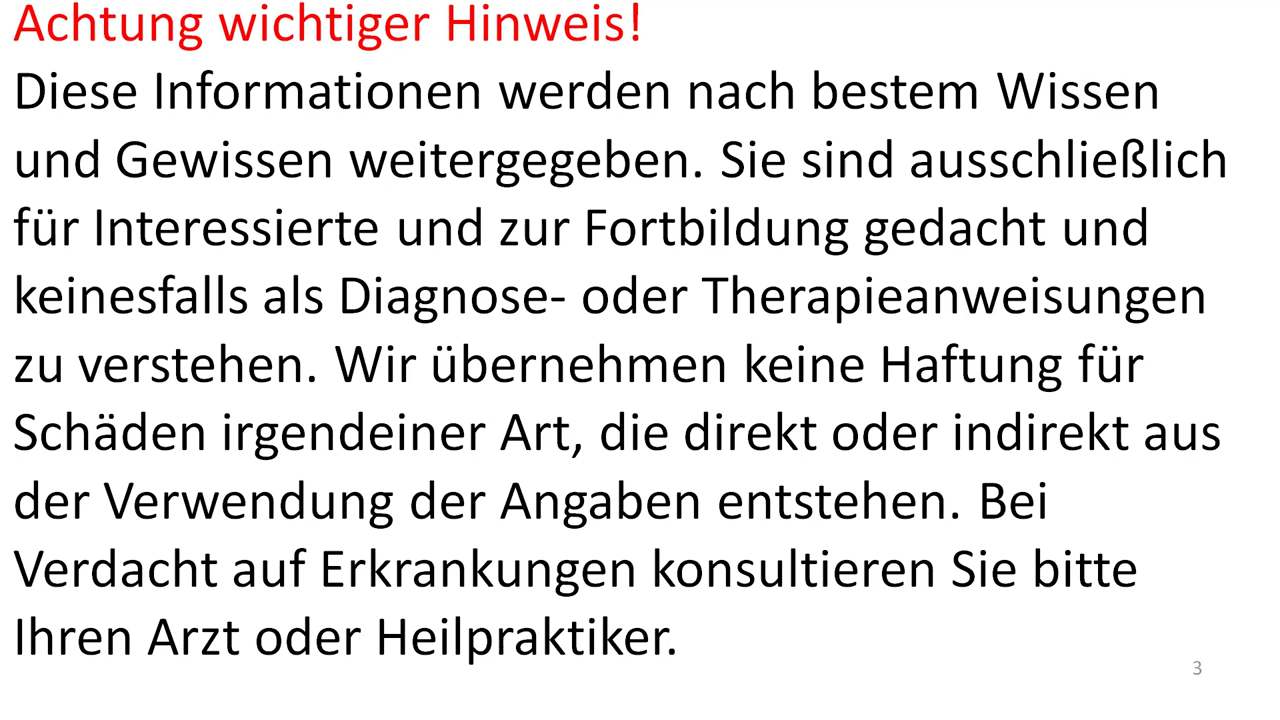 Achtung wichtiger Hinweis!
Diese Informationen werden nach bestem Wissen
und Gewissen weitergegeben. Sie sind ausschließlich
für Interessierte und zur Fortbildung gedacht und
keinesfalls als Diagnose- oder Therapieanweisungen
zu verstehen. Wir übernehmen keine Haftung für
Schäden irgendeiner Art, die direkt oder indirekt aus
der Verwendung der Angaben entstehen. Bei
Verdacht auf Erkrankungen konsultieren Sie bitte
Ihren Arzt oder Heilpraktiker.
3